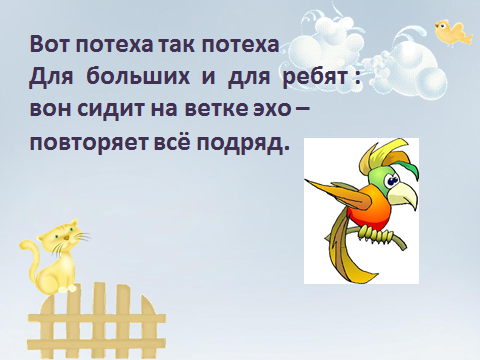 Вот потеха так потеха
Для больших и для ребят :
вон сидит на ветке эхо –
повторяет всё подряд.